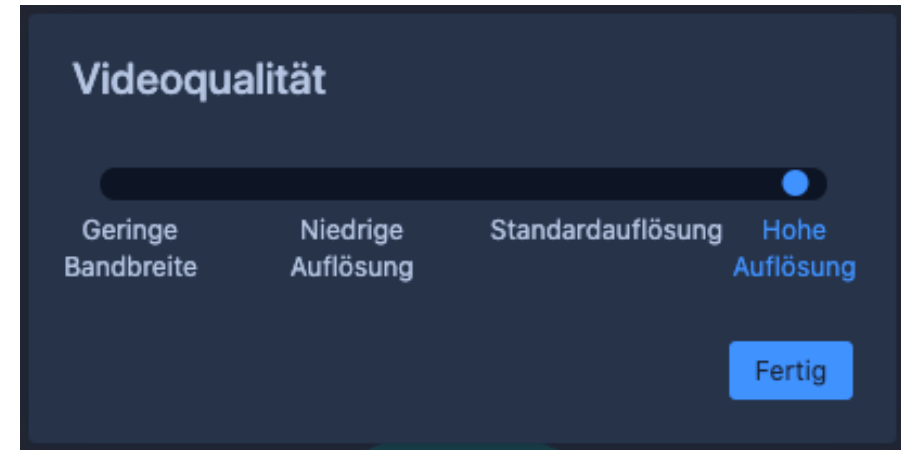 Videoqualität
Geringe
Bandbreite
Niedrige
Auflösung
Standardauflösung
Hohe
Auflösung
Fertig